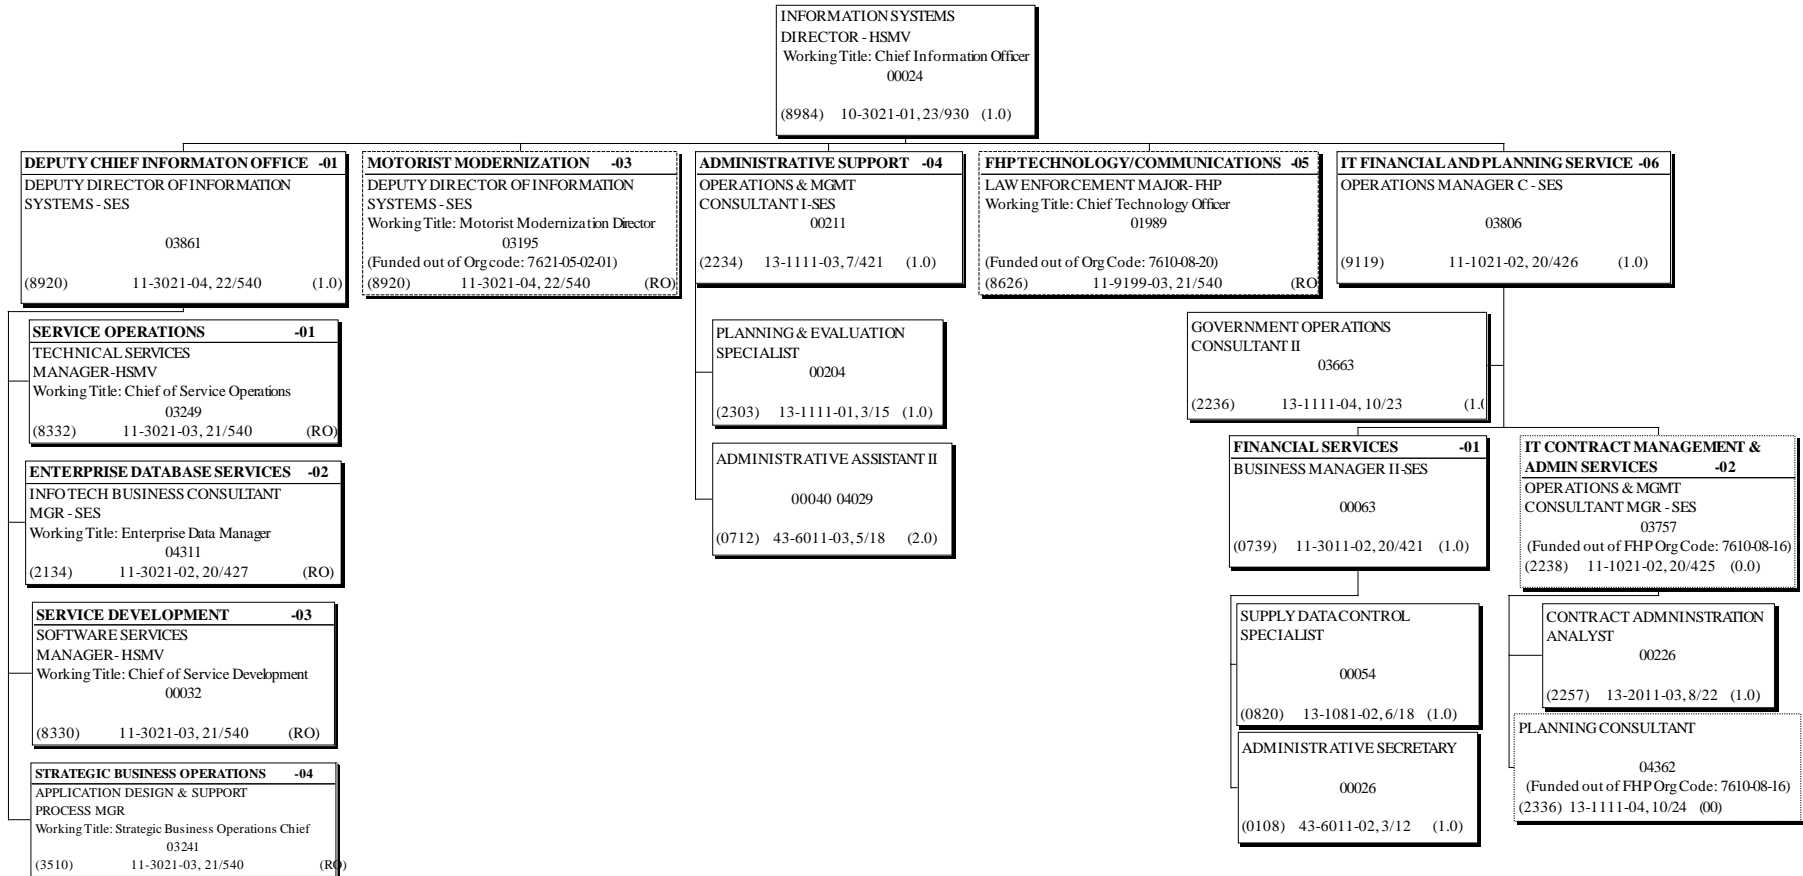 INFORMATION SYSTEMS
DIRECTOR - HSMV
Working Title: Chief Information Officer
00024
(8984) 10-3021-01, 23/930 (1.0)
DEPUTY CHIEF INFORMATON OFFICE -01
DEPUTY DIRECTOR OF INFORMATION
SYSTEMS - SES
03861
(8920) 11-3021-04, 22/540 (1.0)
MOTORIST MODERNIZATION -03
DEPUTY DIRECTOR OF INFORMATION
SYSTEMS - SES
Working Title: Motorist Modernization Director
03195
(Funded out of Org code: 7621-05-02-01)
(8920) 11-3021-04, 22/540 (RO)
ADMINISTRATIVE SUPPORT -04
OPERATIONS & MGMT
CONSULTANT I-SES
00211
(2234) 13-1111-03, 7/421 (1.0)
FHP TECHNOLOGY/COMMUNICATIONS -05
LAW ENFORCEMENT MAJOR- FHP
Working Title: Chief Technology Officer
01989
(Funded out of Org Code: 7610-08-20)
(8626) 11-9199-03, 21/540 (RO
IT FINANCIAL AND PLANNING SERVICE -06
OPERATIONS MANAGER C - SES
03806
(9119) 11-1021-02, 20/426 (1.0)
SERVICE OPERATIONS -01
TECHNICAL SERVICES
MANAGER-HSMV
Working Title: Chief of Service Operations
03249
(8332) 11-3021-03, 21/540 (RO)
ENTERPRISE DATABASE SERVICES -02
INFO TECH BUSINESS CONSULTANT
MGR - SES
Working Title: Enterprise Data Manager
04311
(2134) 11-3021-02, 20/427 (RO)
SERVICE DEVELOPMENT -03
SOFTWARE SERVICES
MANAGER- HSMV
Working Title: Chief of Service Development
00032
(8330) 11-3021-03, 21/540 (RO)
STRATEGIC BUSINESS OPERATIONS -04
APPLICATION DESIGN & SUPPORT
PROCESS MGR
Working Title: Strategic Business Operations Chief
03241
(3510) 11-3021-03, 21/540 (RO)
PLANNING & EVALUATION
SPECIALIST
00204
(2303) 13-1111-01, 3/15 (1.0)
ADMINISTRATIVE ASSISTANT II
00040 04029
(0712) 43-6011-03, 5/18 (2.0)
GOVERNMENT OPERATIONS
CONSULTANT II
03663
(2236) 13-1111-04, 10/23 (1.0
FINANCIAL SERVICES -01
BUSINESS MANAGER II-SES
00063
(0739) 11-3011-02, 20/421 (1.0)
SUPPLY DATA CONTROL
SPECIALIST
00054
(0820) 13-1081-02, 6/18 (1.0)
ADMINISTRATIVE SECRETARY
00026
(0108) 43-6011-02, 3/12 (1.0)
IT CONTRACT MANAGEMENT &
ADMIN SERVICES -02
OPERATIONS & MGMT
CONSULTANT MGR - SES
03757
(Funded out of FHP Org Code: 7610-08-16)
(2238) 11-1021-02, 20/425 (0.0)
CONTRACT ADMNINSTRATION
ANALYST
00226
(2257) 13-2011-03, 8/22 (1.0)
PLANNING CONSULTANT
04362
(Funded out of FHP Org Code: 7610-08-16)
(2336) 13-1111-04, 10/24 (00)